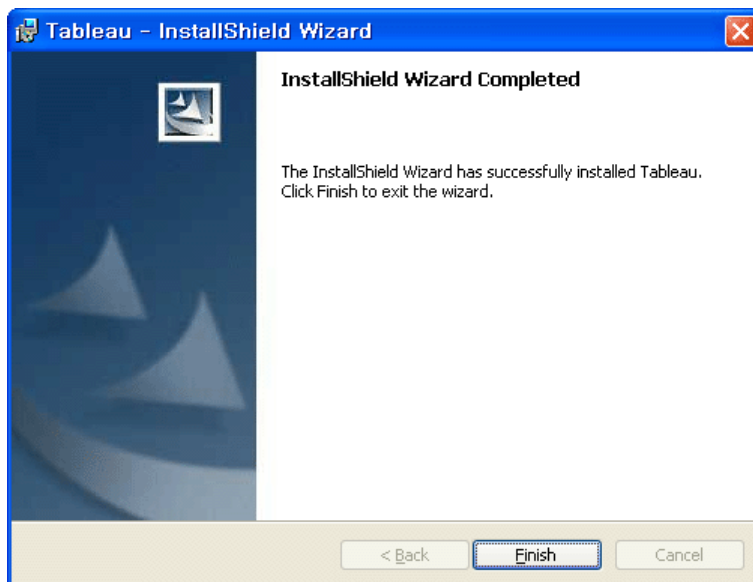 Tableau - InstallShield Wizard
InstallShield Wizard Completed
The InstallShield Wizard has successfully installed Tableau.
Click Finish to exit the wizard.
< Back
Finish
Cancel